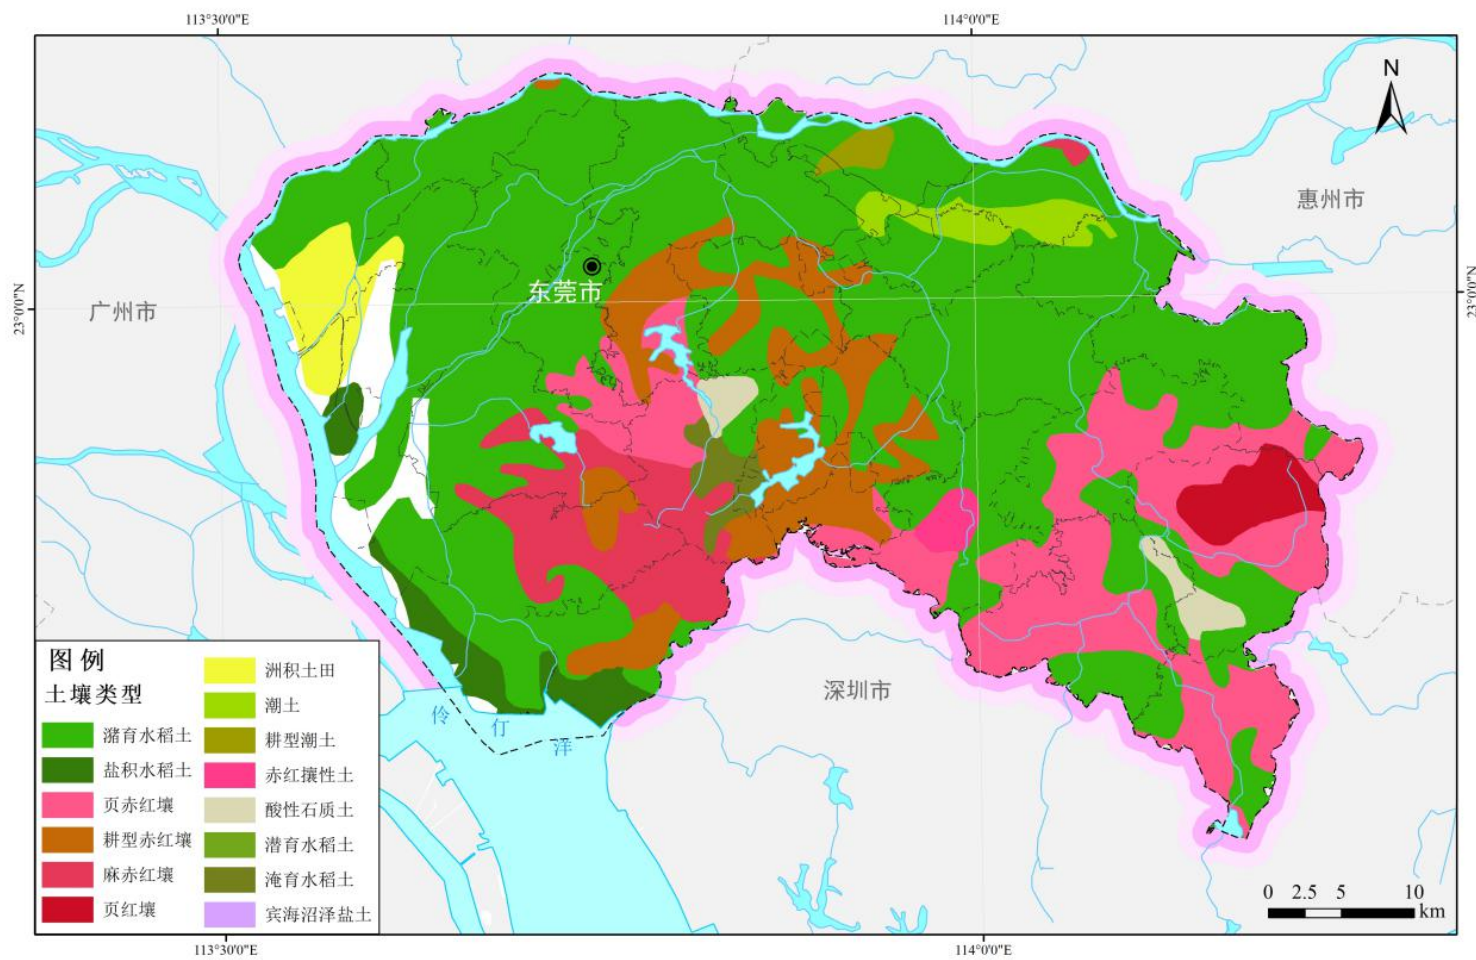 113°30'0"E
114°0'0"E
N
惠州市
23°0'0"N
广州市
东莞市
23°0'0"N
深圳市
伶
仃
洋
图例
土壤类型
潴育水稻土
盐积水稻土
页赤红壤
耕型赤红壤
麻赤红壤
页红壤
洲积土田
潮土
耕型潮土
赤红攘性土
酸性石质土
潜育水稻土
淹育水稻土
宾海沼泽盐土
0 2.5 5 10
km
113°30'0"E
114°0'0"E